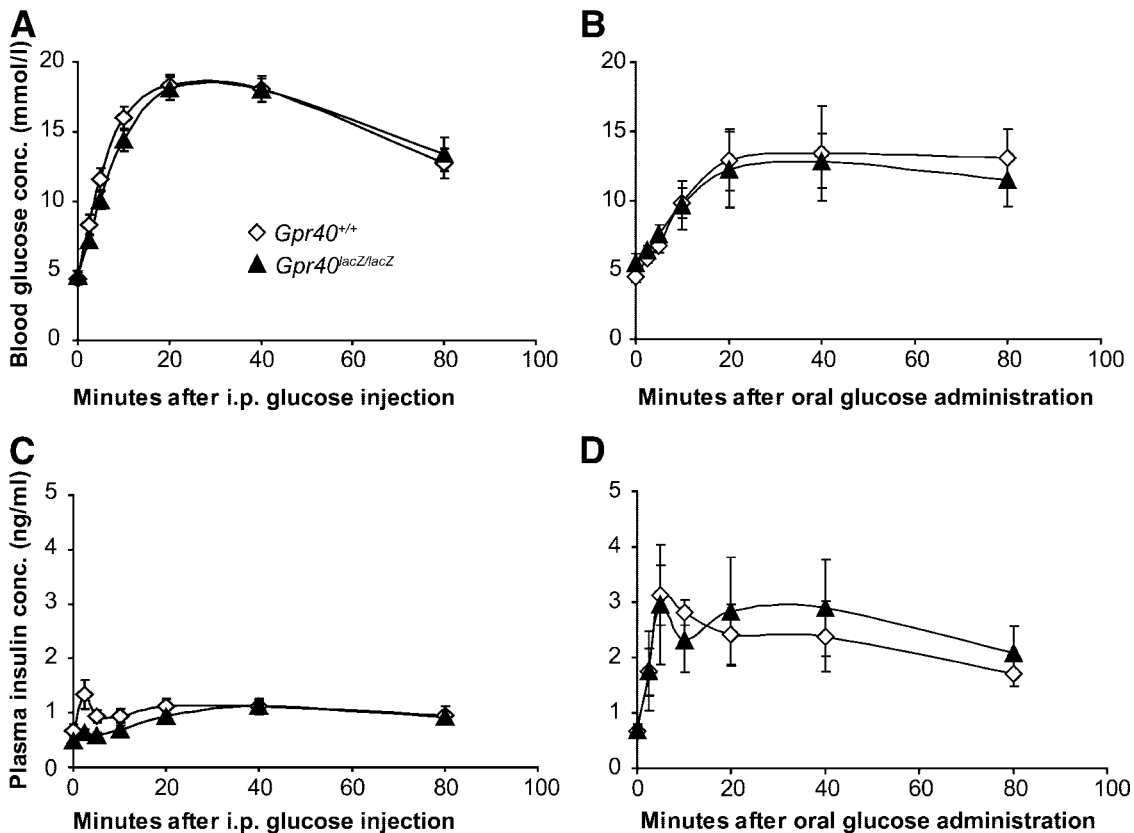 A
Blood glucose conc. (mmol/l)
20
15
10
5
0
Gpr40+/+
Gpr40lacZ/lacZ
0 20 40 60 80 100
Minutes after i.p. glucose injection
B
20
15
10
5
0
0 20 40 60 80 100
Minutes after oral glucose administration
C
Plasma insulin conc. (ng/ml)
5
4
3
2
1
0
0 20 40 60 80 100
Minutes after i.p. glucose injection
D
5
4
3
2
1
0
0 20 40 60 80 100
Minutes after oral glucose administration